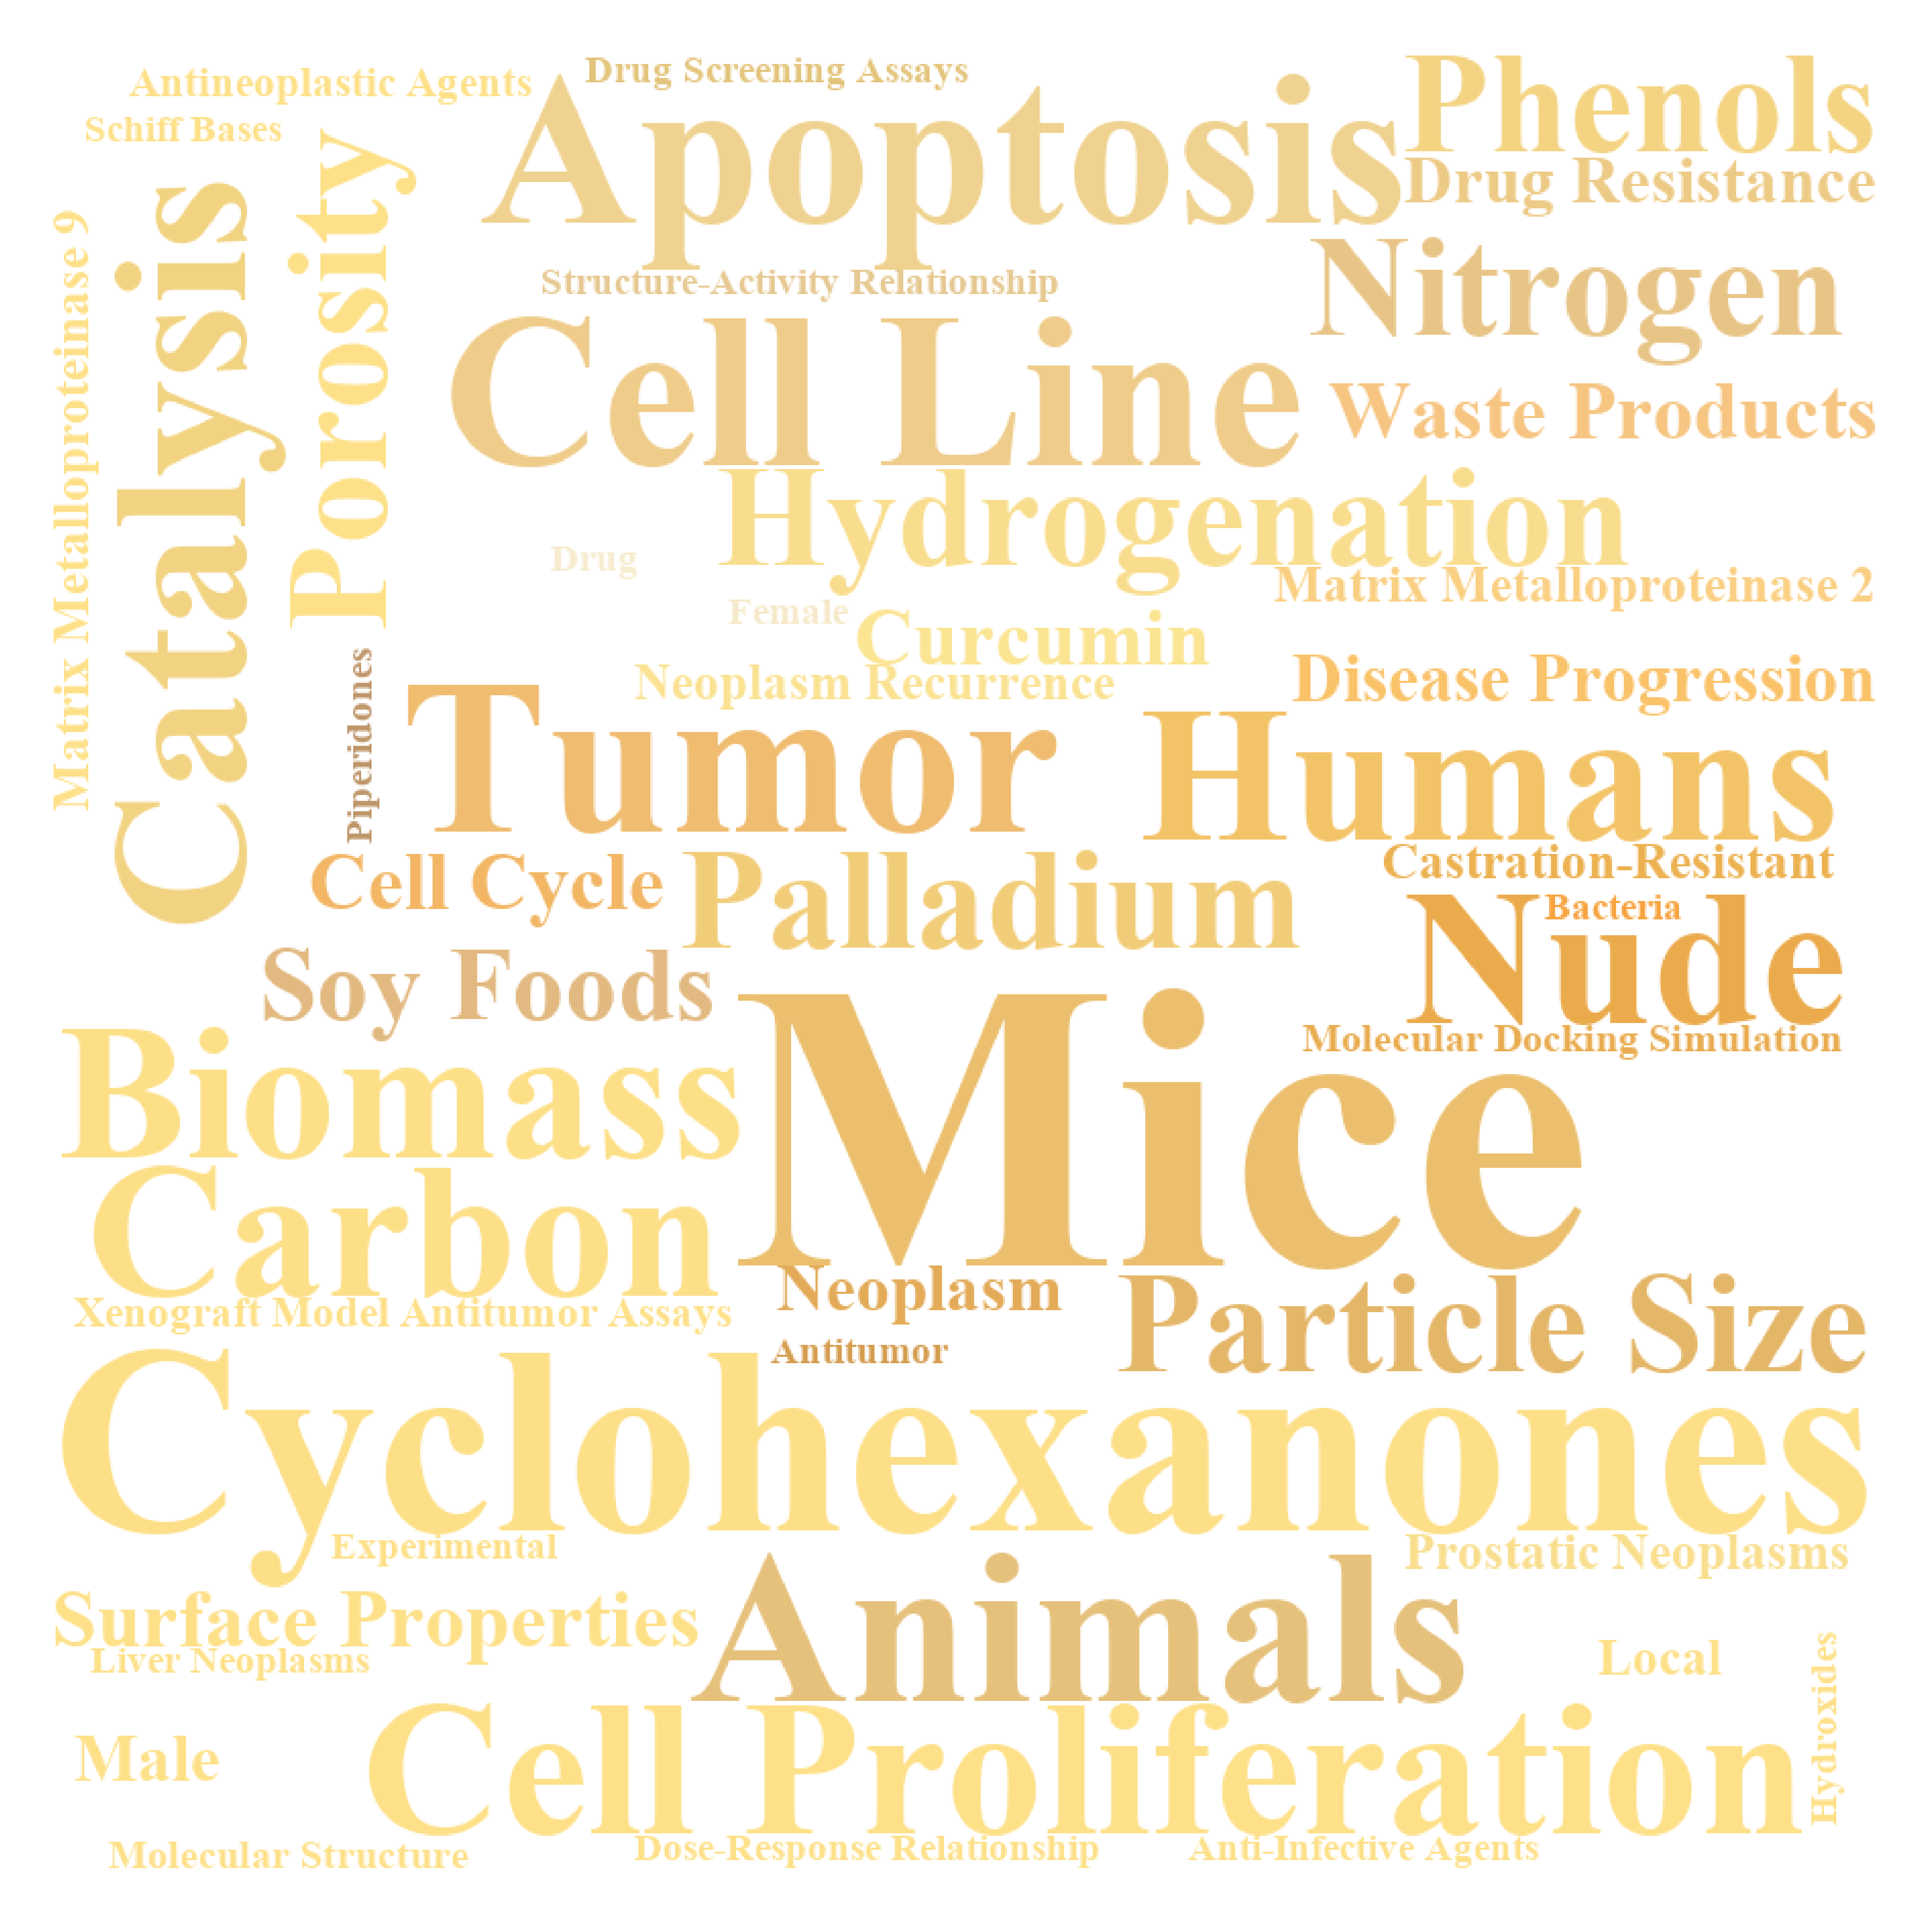 Antineoplastic Agents
Drug Screening Assays
Phenols
Schiff Bases
Apoptosis
Drug Resistance
Porosity
Catalysis
Matrix Metalloproteinase 9
Structure-Activity Relationship
Nitrogen
Cell Line
Waste Products
Hydrogenation
Drug
Matrix Metalloproteinase 2
Female
Curcumin
Neoplasm Recurrence
Disease Progression
Piperidones
Tumor
Humans
Cell Cycle
Palladium
Castration-Resistant
Bacteria
Nude
Soy Foods
Molecular Docking Simulation
Biomass
Mice
Carbon
Neoplasm
Xenograft Model Antitumor Assays
Particle Size
Antitumor
Cyclohexanones
Experimental
Prostatic Neoplasms
Animals
Surface Properties
Liver Neoplasms
Local
Hydroxides
Male
Cell Proliferation
Molecular Structure
Dose-Response Relationship
Anti-Infective Agents